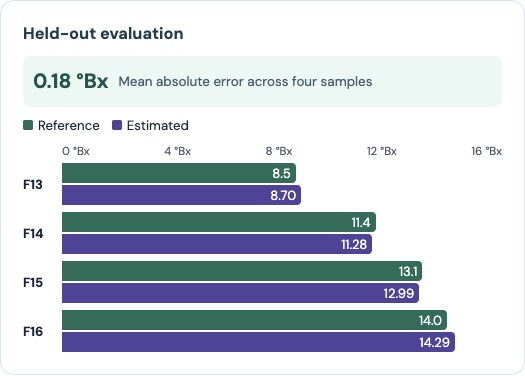 Held-out evaluation
0.18 °Bx Mean absolute error across four samples
Reference Estimated
0 °Bx 4 °Bx 8 °Bx 12 °Bx 16 °Bx
F13
8.5
8.70
F14
11.4
11.28
F15
13.1
12.99
F16
14.0
14.29